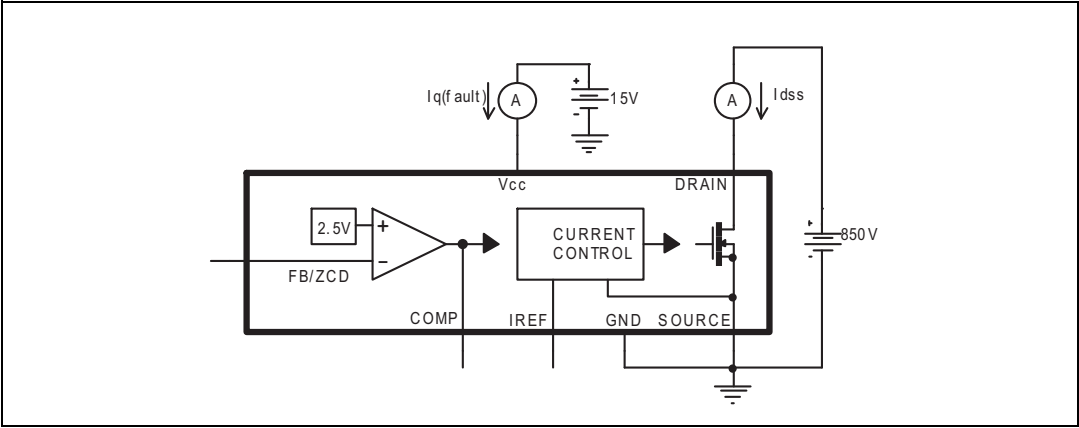 Iq(fault)
A
+
-
15V
A
Idss
Vcc
DRAIN
2.5V
+
-
FB/ZCD
CURRENT
CONTROL
+
-
850V
COMP
IREF
GND
SOURCE